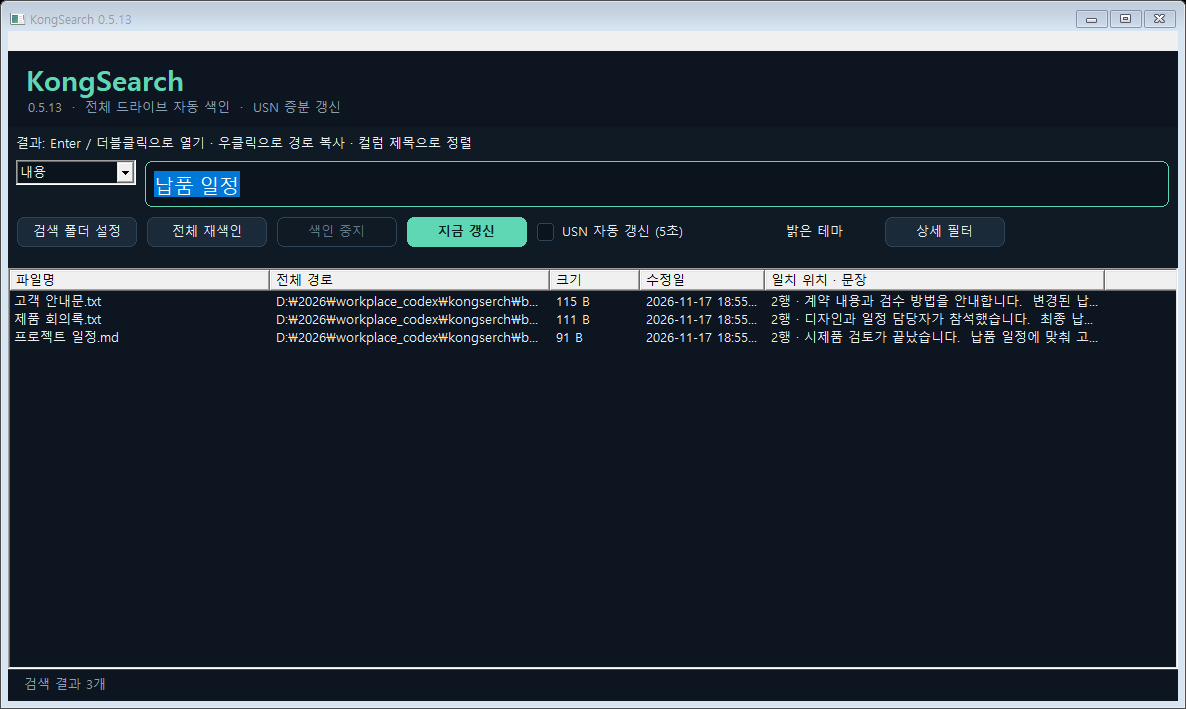 KongSearch 0.5.13
KongSearch
0.5.13 · 전체 드라이브 자동 색인 · USN 증분 갱신
결과: Enter / 더블클릭으로 열기 · 우클릭으로 경로 복사 · 컬럼 제목으로 정렬
내용 납품 일정
검색 폴더 설정 전체 재색인 색인 중지 지금 갱신 USN 자동 갱신 (5초) 밝은 테마 상세 필터
파일명 전체 경로 크기 수정일 일치 위치 · 문장
고객 안내문.txt D:₩2026₩workplace_codex₩kongserch₩b... 115 B 2026-11-17 18:55... 2행 · 계약 내용과 검수 방법을 안내합니다. 변경된 납...
제품 회의록.txt D:₩2026₩workplace_codex₩kongserch₩b... 111 B 2026-11-17 18:55... 2행 · 디자인과 일정 담당자가 참석했습니다. 최종 납...
프로젝트 일정.md D:₩2026₩workplace_codex₩kongserch₩b... 91 B 2026-11-17 18:55... 2행 · 시제품 검토가 끝났습니다. 납품 일정에 맞춰 고...
검색 결과 3개